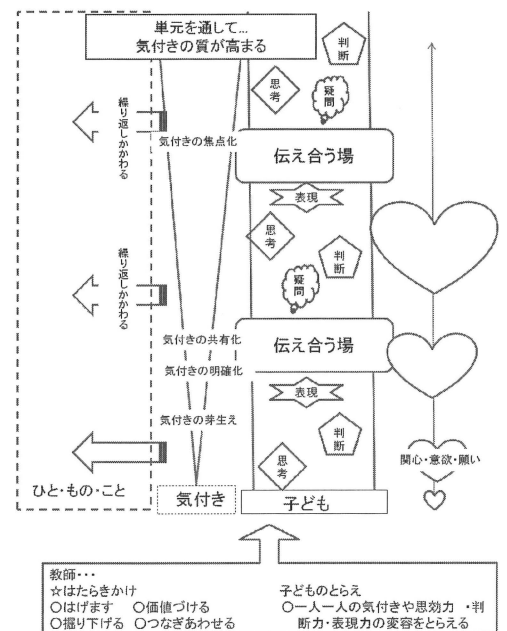 単元を通して…
気付きの質が高まる
判断
思考
疑問
繰り返しかかわる
気付きの焦点化
伝え合う場
表現
思考
判断
繰り返しかかわる
疑問
気付きの共有化
伝え合う場
気付きの明確化
表現
気付きの芽生え
判断
関心・意欲・願い
思考
ひと・もの・こと
気付き
子ども
教師・・・
☆はたらきかけ
○はげます ○価値づける
○掘り下げる ○つなぎあわせる
子どものとらえ
○一人一人の気付きや思効力 ・判
断力・表現力の変容をとらえる